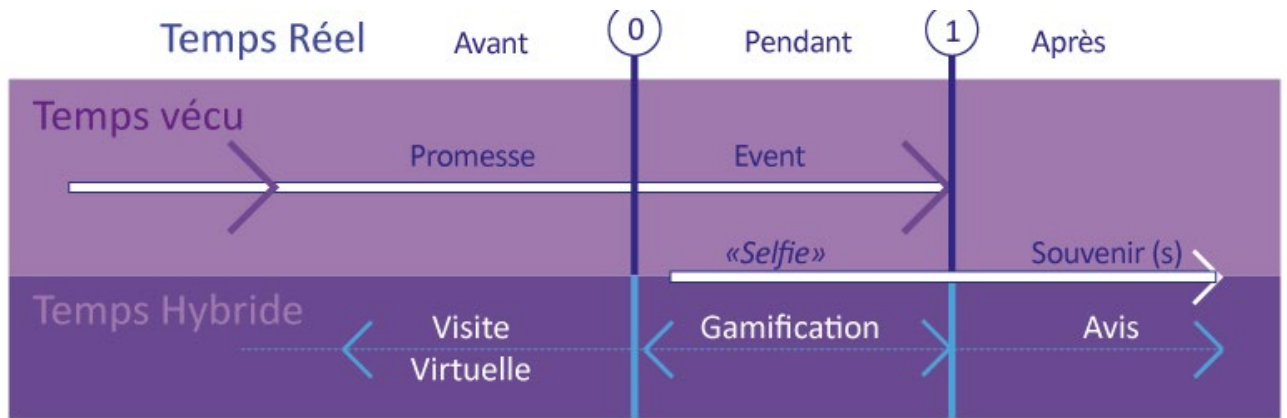 Temps Réel Avant 0 Pendant 1 Après
Temps vécu
Promesse Event
«Selfie» Souvenir (s)
Temps Hybride
Visite Gamification Avis
Virtuelle